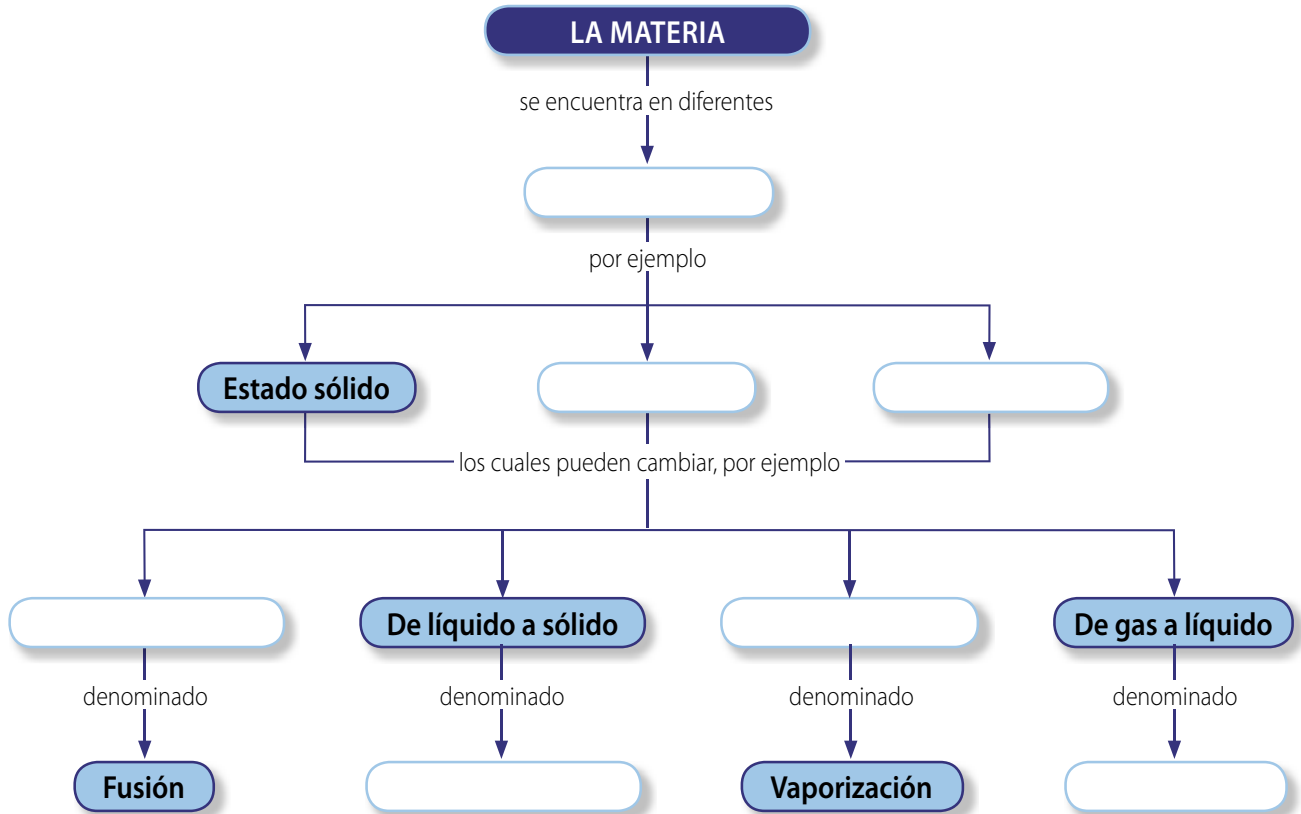 LA MATERIA
se encuentra en diferentes
por ejemplo
Estado sólido
los cuales pueden cambiar, por ejemplo
De líquido a sólido
De gas a líquido
denominado
denominado
denominado
denominado
Fusión
Vaporización